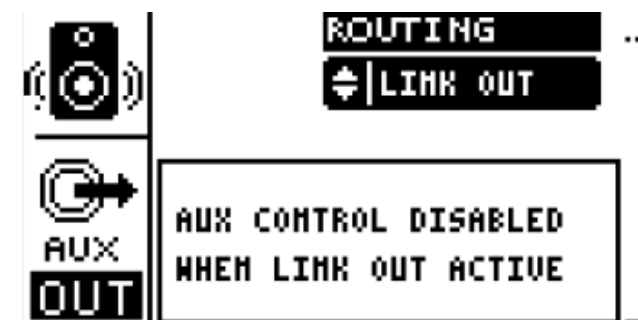 ROUTING
LINK OUT
AUX
OUT
AUX CONTROL DISABLED
WHEN LINK OUT ACTIVE